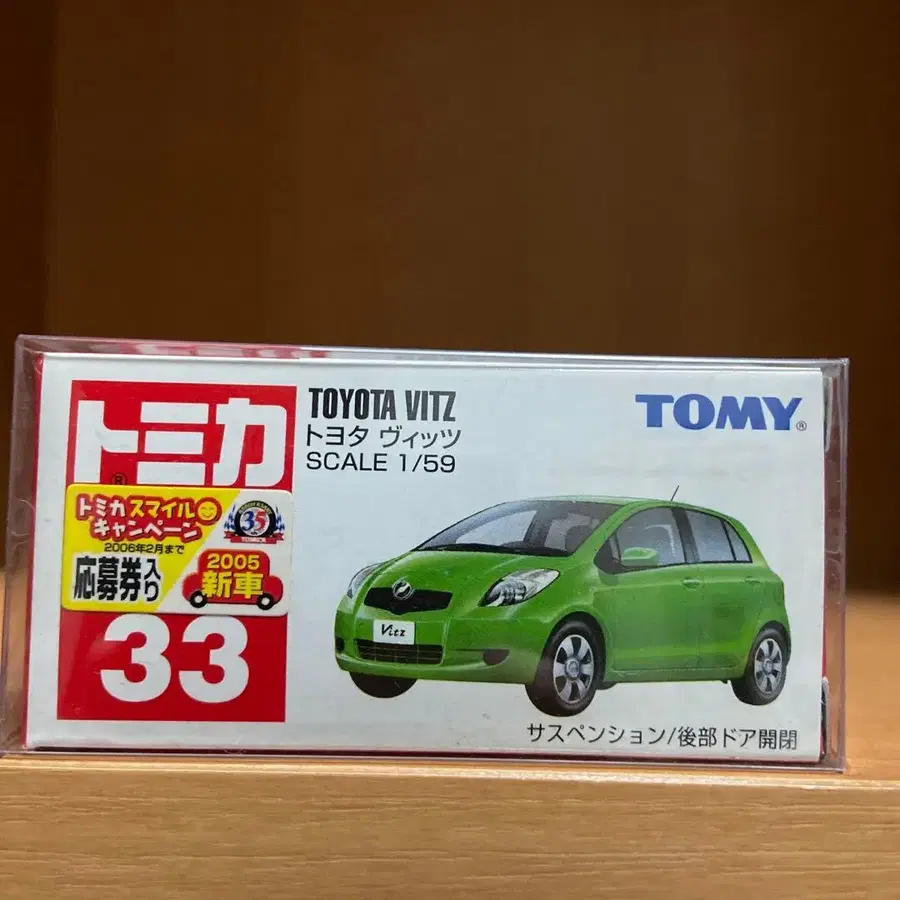 トミカ
®
トミカスマイル
キャンペーン
2006年2月まで
応募券入り
35
2005
新車
33
TOYOTA VITZ
トヨタ ヴィッツ
SCALE 1/59
TOMY®
Vitz
サスペンション/後部ドア開閉